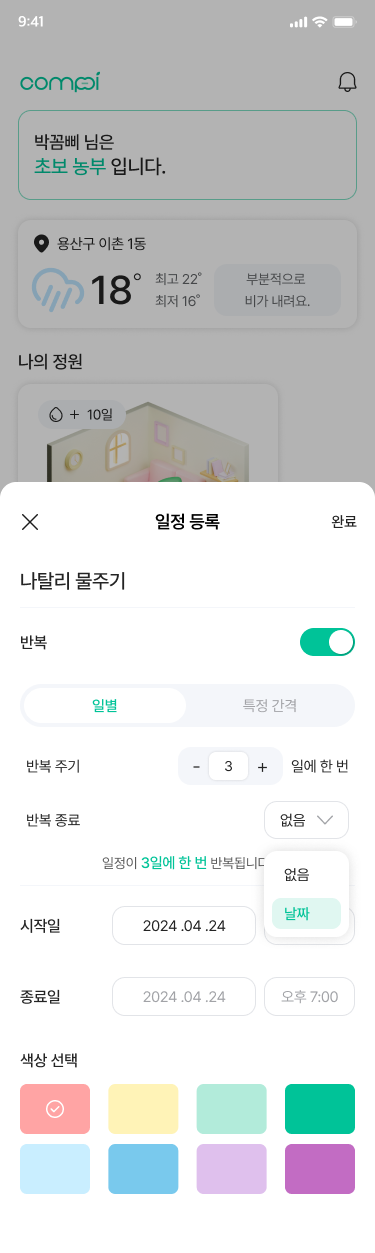 9:41
compi
박꼼삐 님은
초보 농부 입니다.
용산구 이촌 1동
18°
최고 22°
최저 16°
부분적으로
비가 내려요.
나의 정원
+ 10일
일정 등록
완료
나탈리 물주기
반복
일별
특정 간격
반복 주기
- 3 + 일에 한 번
반복 종료
없음
일정이 3일에 한 번 반복됩니다
없음
날짜
시작일
2024 .04 .24
종료일
2024 .04 .24
오후 7:00
색상 선택